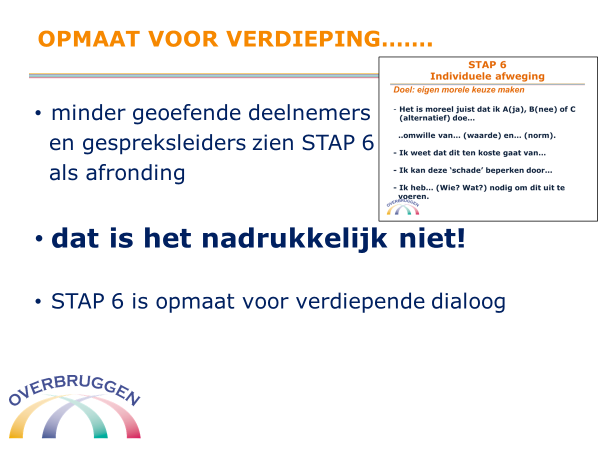 OPMAAT VOOR VERDIEPING…….
• minder geoefende deelnemers
en gespreksleiders zien STAP 6
als afronding
• dat is het nadrukkelijk niet!
• STAP 6 is opmaat voor verdiepende dialoog
STAP 6
Individuele afweging
Doel: eigen morele keuze maken
- Het is moreel juist dat ik A(ja), B(nee) of C
(alternatief) doe…
..omwille van… (waarde) en… (norm).
- Ik weet dat dit ten koste gaat van…
- Ik kan deze ‘schade’ beperken door…
- Ik heb… (Wie? Wat?) nodig om dit uit te
voeren.
OVERBRUGGEN